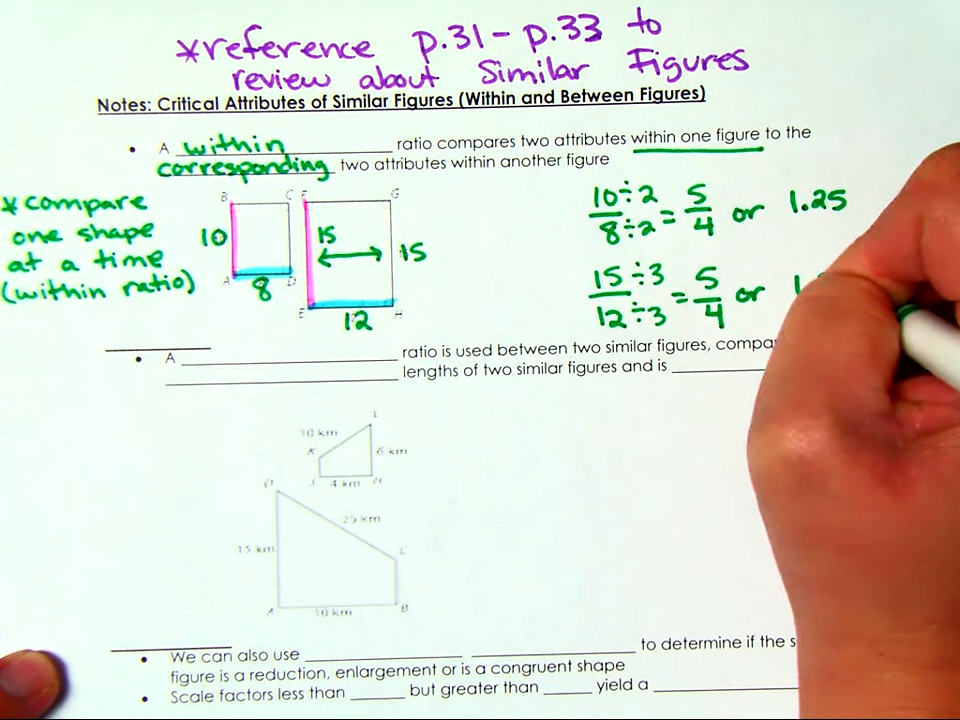 *reference p.31- p.33 to
review about Similar Figures
Notes: Critical Attributes of Similar Figures (Within and Between Figures)
• A within ratio compares two attributes within one figure to the
corresponding two attributes within another figure
*compare
one shape
at a time
(within ratio)
B C F G
10 15 15
A 8 D
E 12 H
10÷2 = 5 or 1.25
8÷2 4
15÷3 = 5 or 1.
12÷3 4
• A ratio is used between two similar figures,
lengths of two similar figures and is
L
10 km
K 6 km
J 4 km
D
25 km
15 km
C
A 10 km B
• We can also use to determine if the
figure is a reduction, enlargement or is a congruent shape
• Scale factors less than but greater than yield a